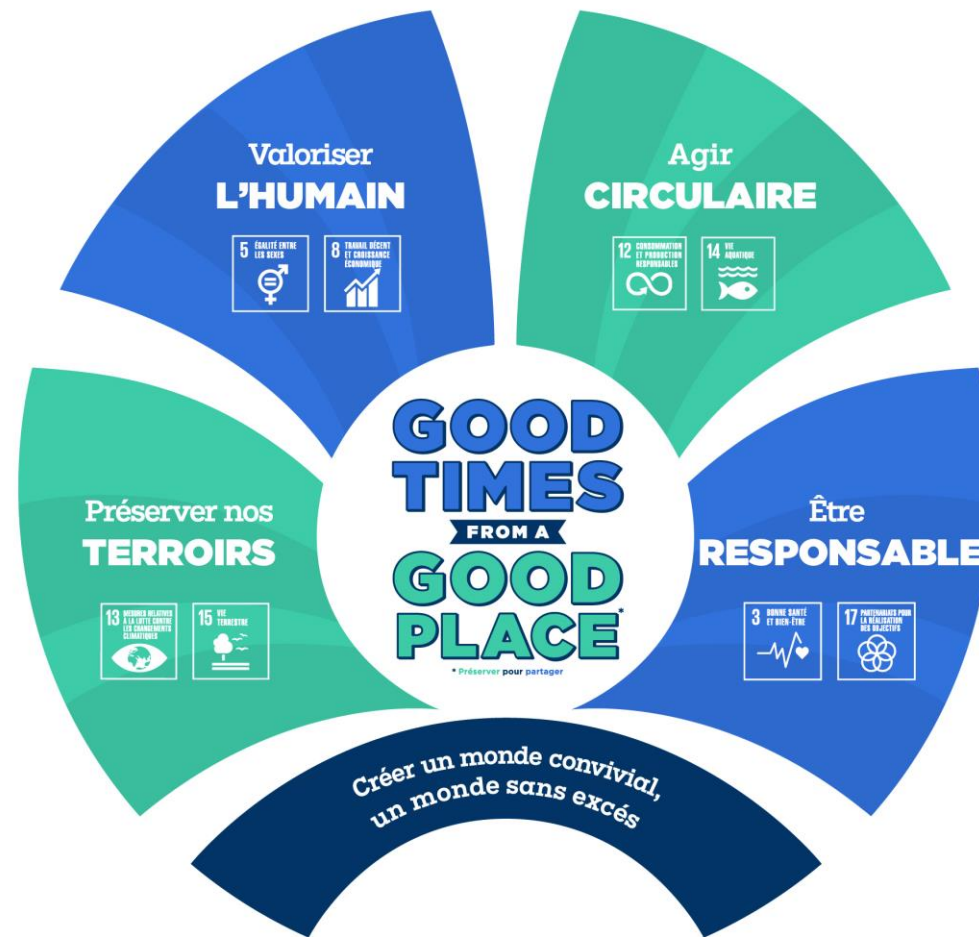 Valoriser
L'HUMAIN
5 ÉGALITÉ ENTRE
LES SEXES
8 TRAVAIL DÉCENT
ET CROISSANCE
ÉCONOMIQUE
Agir
CIRCULAIRE
12 CONSOMMATION
ET PRODUCTION
RESPONSABLES
14 VIE
AQUATIQUE
Préserver nos
TERROIRS
13 MESURES RELATIVES
À LA LUTTE CONTRE
LES CHANGEMENTS
CLIMATIQUES
15 VIE
TERRESTRE
GOOD
TIMES
FROM A
GOOD
PLACE*
* Préserver pour partager
Être
RESPONSABLE
3 BONNE SANTÉ
ET BIEN-ÊTRE
17 PARTENARIATS POUR
LA RÉALISATION
DES OBJECTIFS
Créer un monde convivial,
un monde sans excés